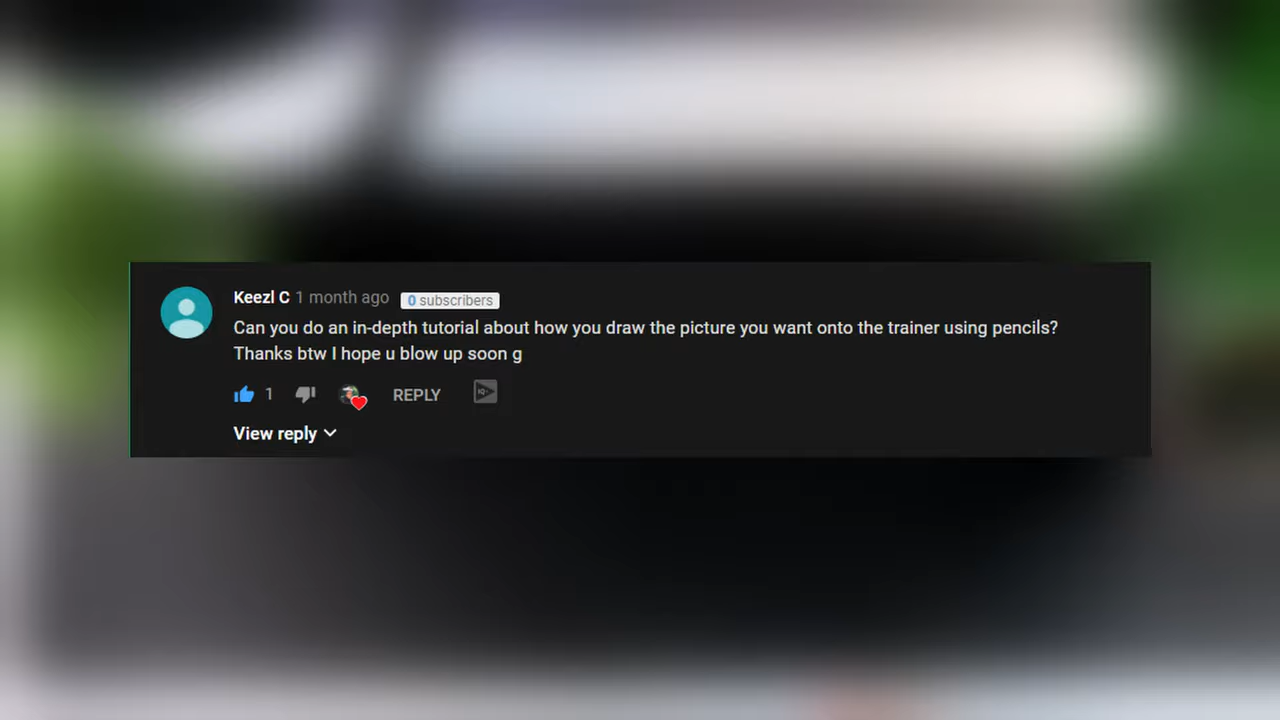 Keezl C 1 month ago 0 subscribers
Can you do an in-depth tutorial about how you draw the picture you want onto the trainer using pencils?
Thanks btw I hope u blow up soon g
1 REPLY
View reply